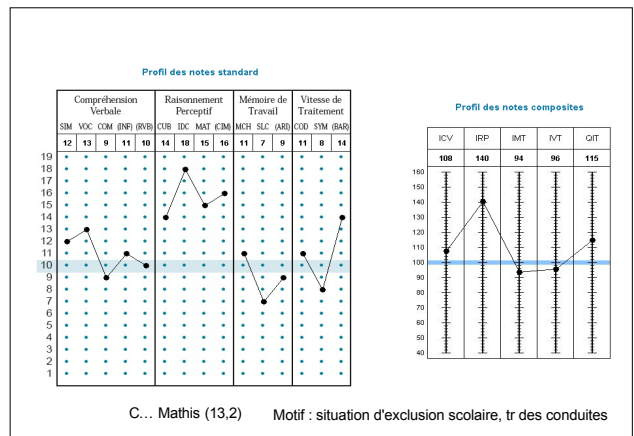 Profil des notes standard
Compréhension Verbale
Raisonnement Perceptif
Mémoire de Travail
Vitesse de Traitement
SIM VOC COM (INF) (RVB) CUB IDC MAT (CIM) MCH SLC (ARI) COD SYM (BAR)
12 13 9 11 10 14 18 15 16 11 7 9 11 8 14
19
18
17
16
15
14
13
12
11
10
9
8
7
6
5
4
3
2
1
Profil des notes composites
ICV IRP IMT IVT QIT
108 140 94 96 115
160
150
140
130
120
110
100
90
80
70
60
50
40
C… Mathis (13,2) Motif : situation d'exclusion scolaire, tr des conduites